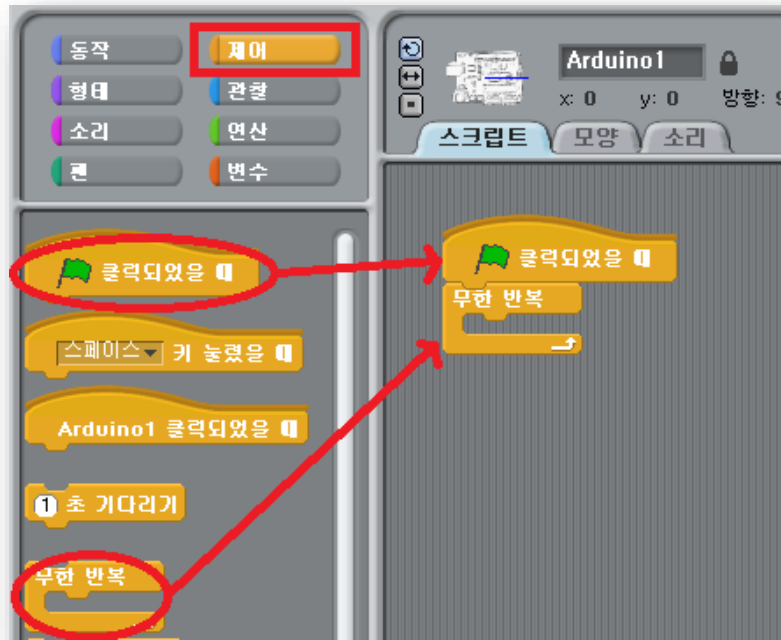 동작
제어
형태
관찰
소리
연산
펜
변수
Arduino1
x: 0 y: 0 방향:
스크립트
모양
소리
클릭되었을 때
스페이스 키 눌렸을 때
Arduino1 클릭되었을 때
1 초 기다리기
무한 반복
클릭되었을 때
무한 반복